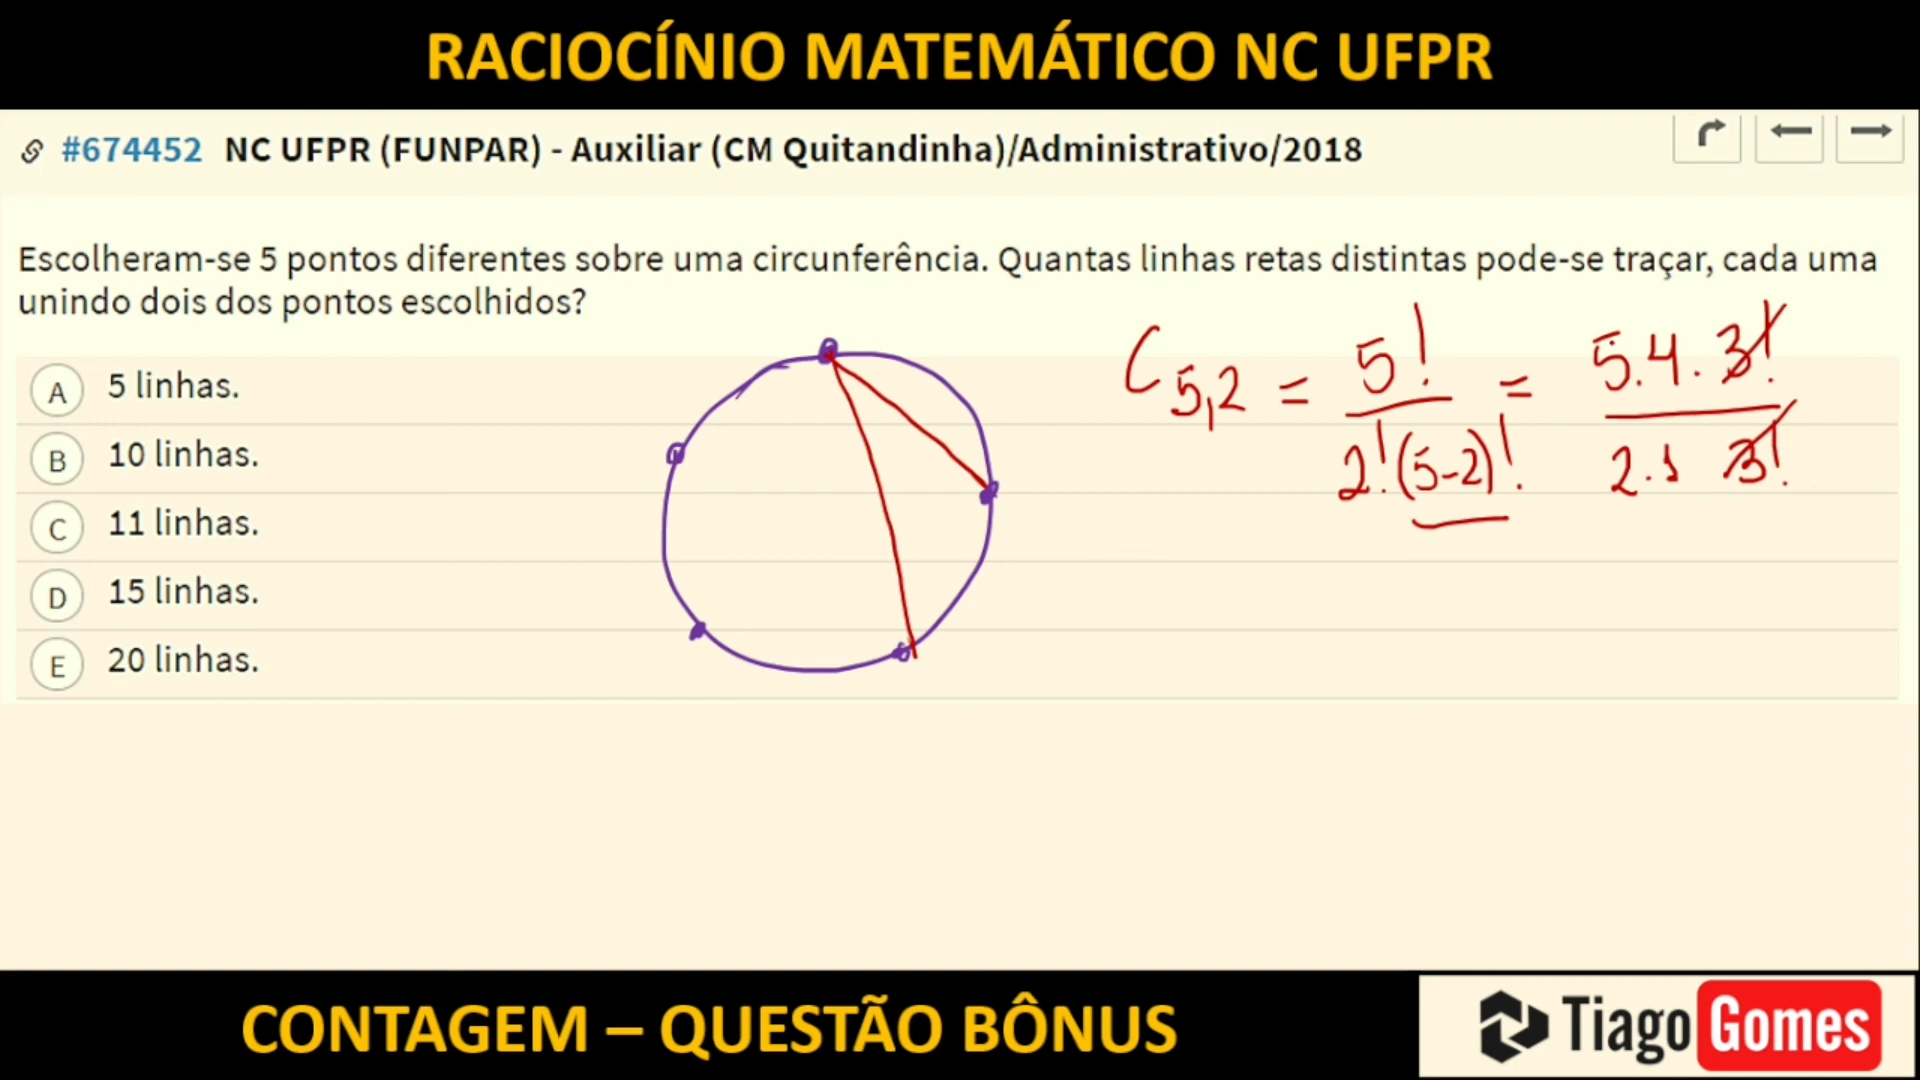 RACIOCÍNIO MATEMÁTICO NC UFPR
#674452 NC UFPR (FUNPAR) - Auxiliar (CM Quitandinha)/Administrativo/2018
Escolheram-se 5 pontos diferentes sobre uma circunferência. Quantas linhas retas distintas pode-se traçar, cada uma
unindo dois dos pontos escolhidos?
A 5 linhas.
B 10 linhas.
C 11 linhas.
D 15 linhas.
E 20 linhas.
C5,2 = 5! / 2!(5-2)! = 5.4.3! / 2.1 3!
CONTAGEM – QUESTÃO BÔNUS
Tiago Gomes